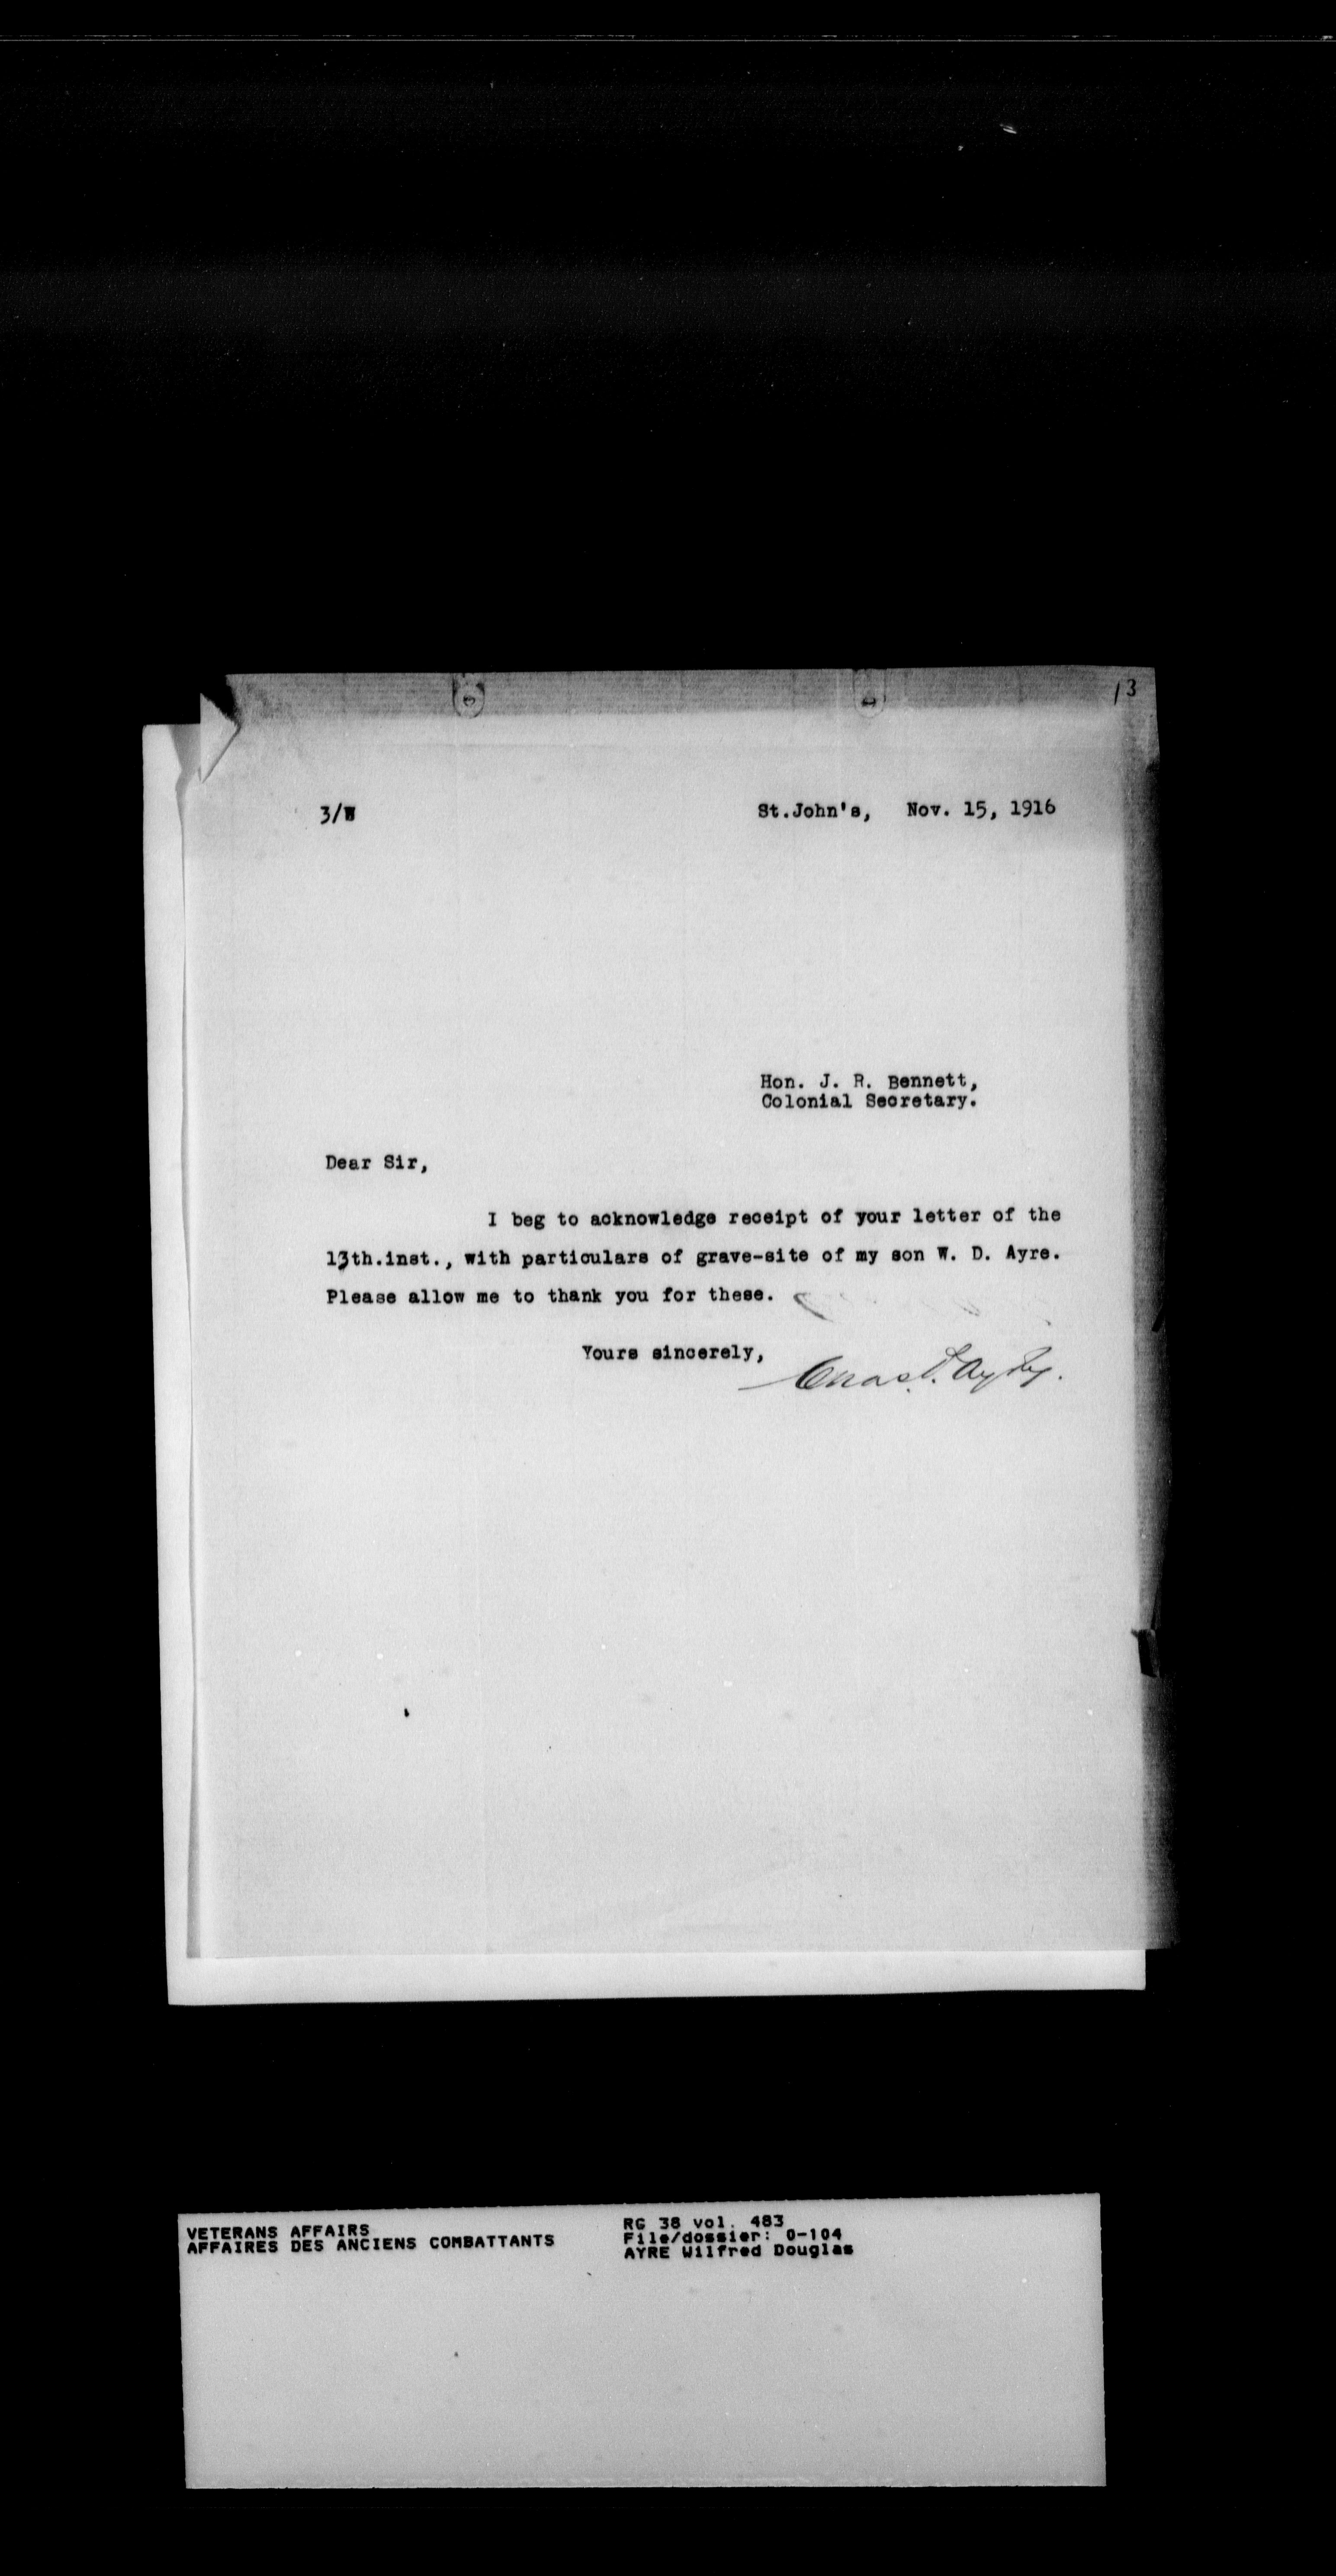 13
3/W St.John's, Nov. 15, 1916
Hon. J. R. Bennett,
Colonial Secretary.
Dear Sir,
I beg to acknowledge receipt of your letter of the
13th.inst., with particulars of grave-site of my son W. D. Ayre.
Please allow me to thank you for these.
Yours sincerely,
Chas. P. Ayre.
VETERANS AFFAIRS
AFFAIRES DES ANCIENS COMBATTANTS
RG 38 vol. 483
File/dossier: O-104
AYRE Wilfred Douglas